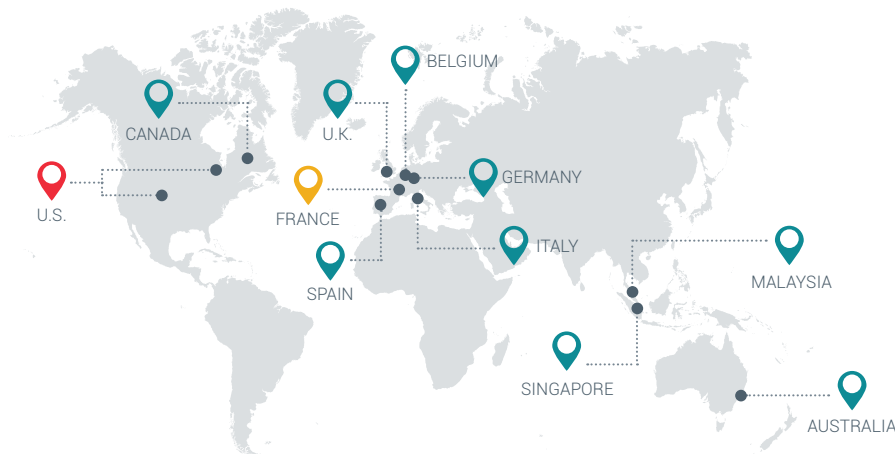 BELGIUM
CANADA
U.K.
GERMANY
U.S.
FRANCE
ITALY
SPAIN
MALAYSIA
SINGAPORE
AUSTRALIA